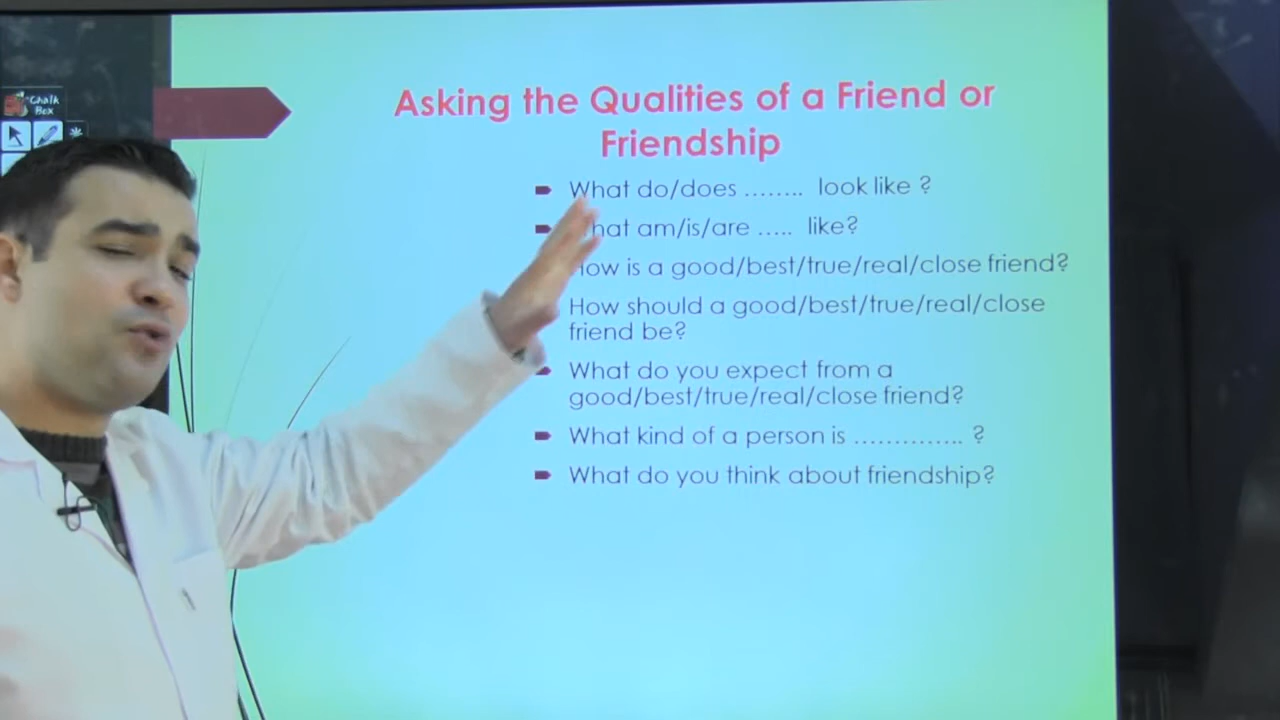 Chalk
Box
Asking the Qualities of a Friend or
Friendship
What do/does …….. look like ?
What am/is/are ….. like?
How is a good/best/true/real/close friend?
How should a good/best/true/real/close
friend be?
What do you expect from a
good/best/true/real/close friend?
What kind of a person is ………….. ?
What do you think about friendship?